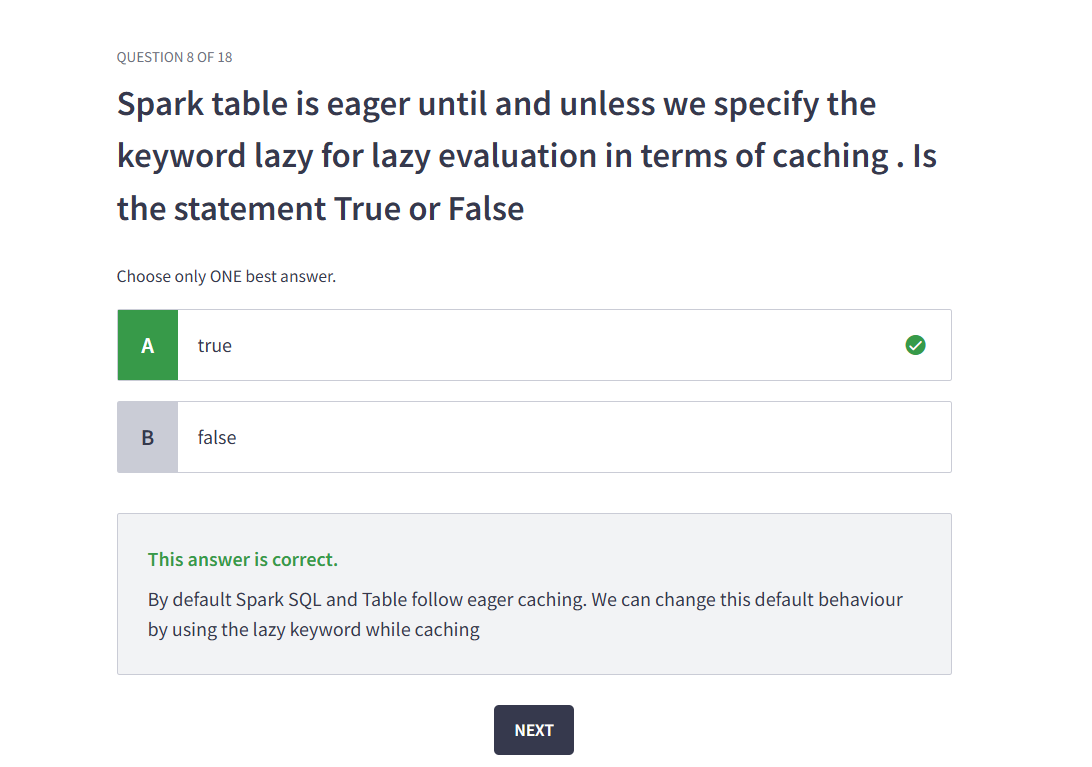 QUESTION 8 OF 18
Spark table is eager until and unless we specify the
keyword lazy for lazy evaluation in terms of caching . Is
the statement True or False
Choose only ONE best answer.
A true
B false
This answer is correct.
By default Spark SQL and Table follow eager caching. We can change this default behaviour
by using the lazy keyword while caching
NEXT